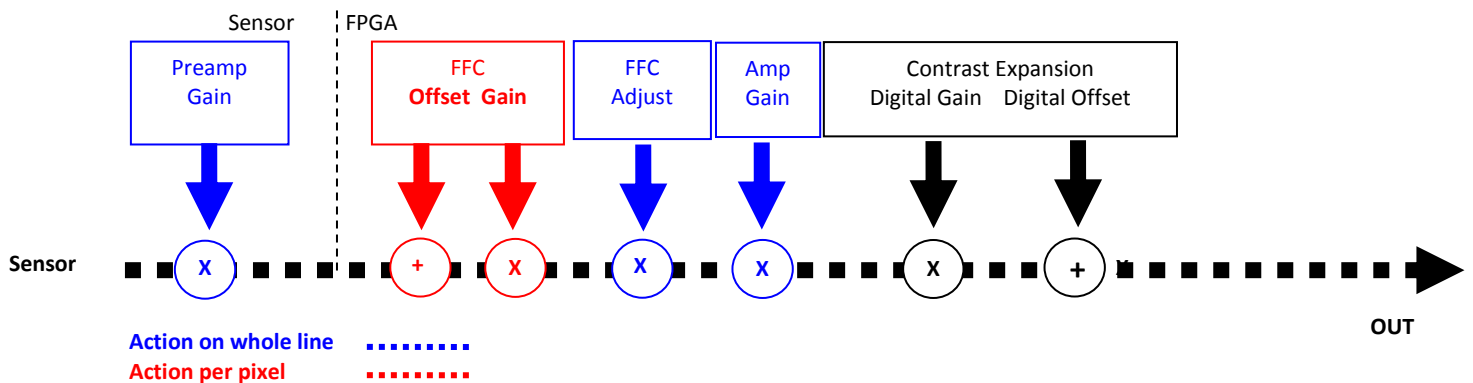 Sensor FPGA
Preamp
Gain
FFC
Offset Gain
FFC
Adjust
Amp
Gain
Contrast Expansion
Digital Gain Digital Offset
Sensor
X
+
X
X
X
X
+
OUT
Action on whole line
Action per pixel